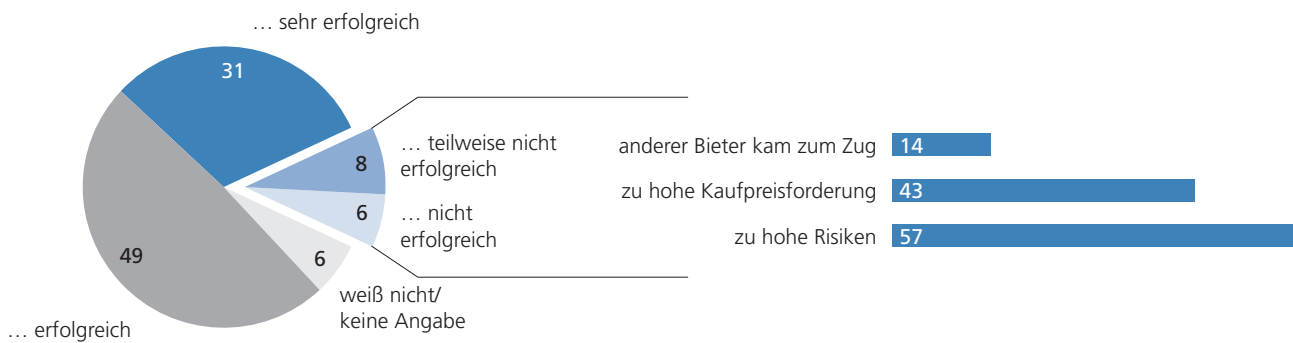 … sehr erfolgreich
31
… teilweise nicht
erfolgreich
8
… nicht
erfolgreich
6
weiß nicht/
keine Angabe
6
… erfolgreich
49
anderer Bieter kam zum Zug 14
zu hohe Kaufpreisforderung 43
zu hohe Risiken 57